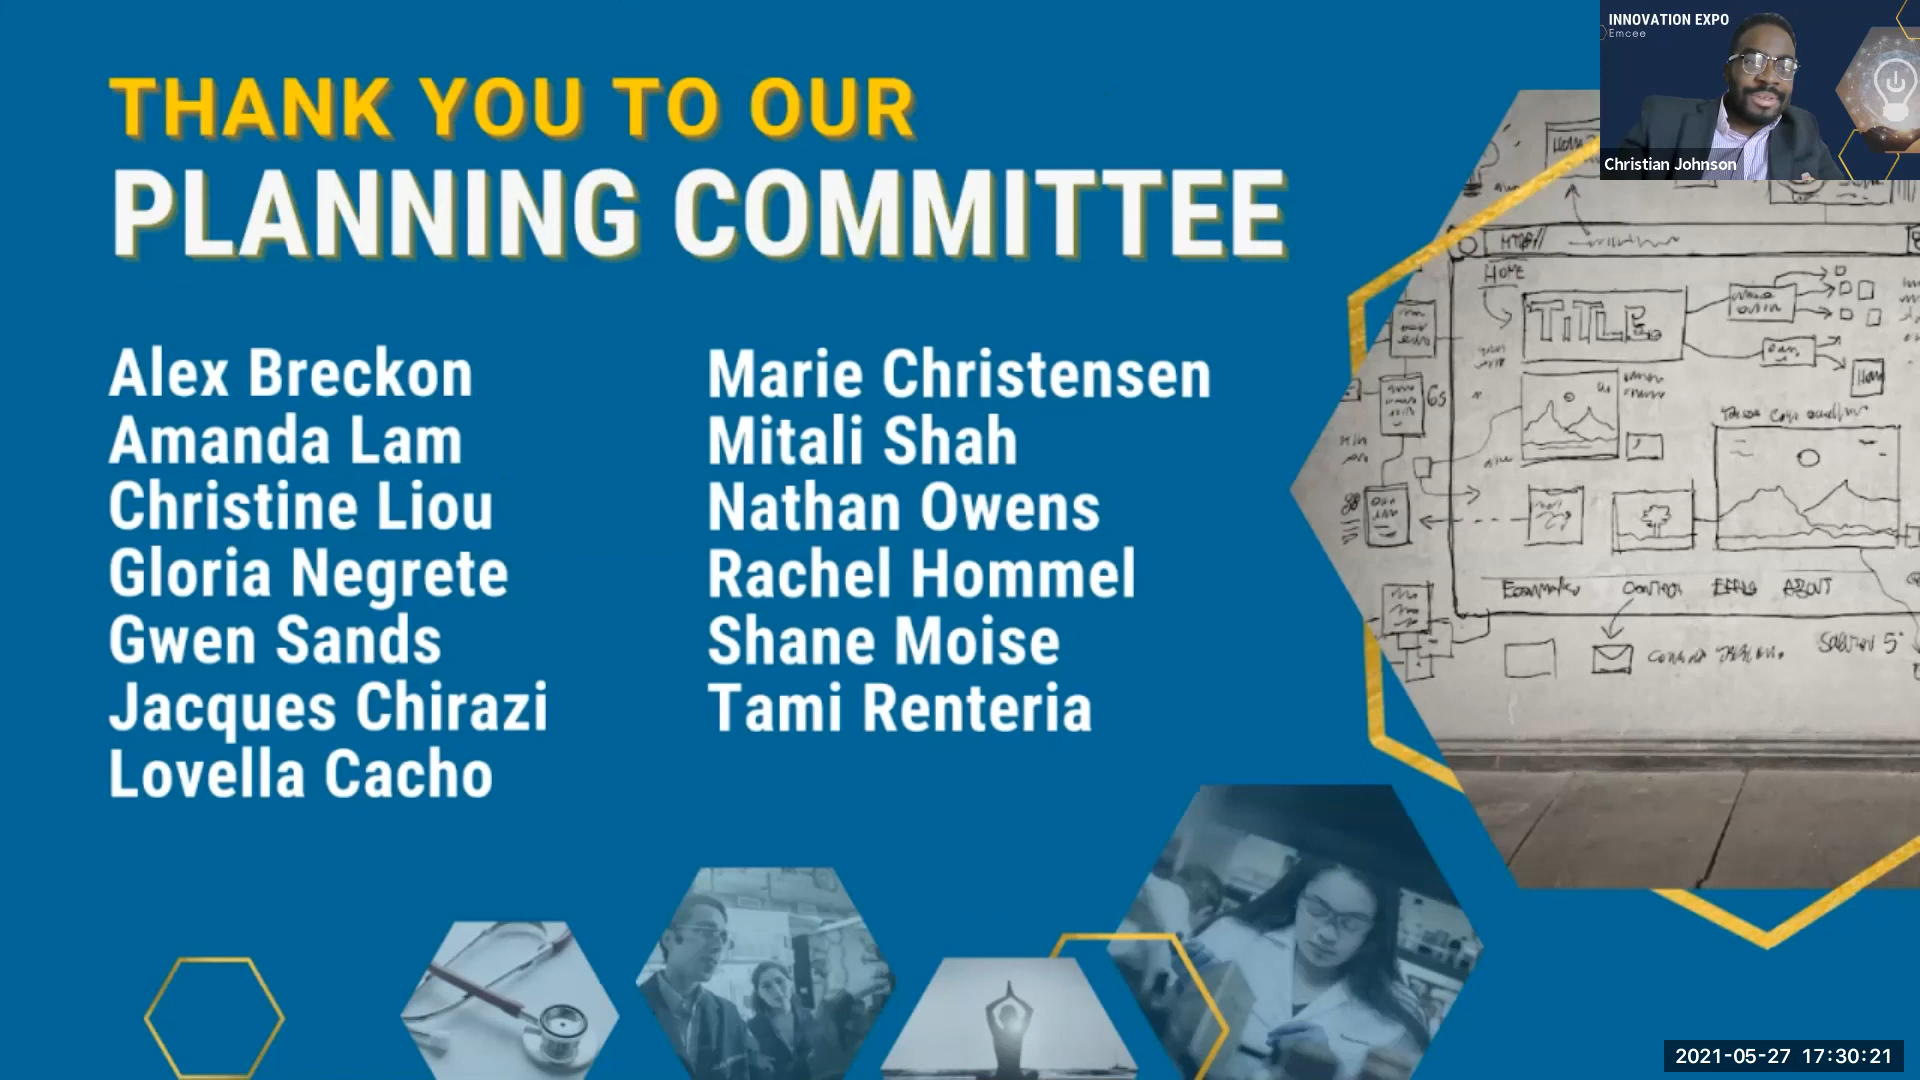 THANK YOU TO OUR
PLANNING COMMITTEE
Alex Breckon
Amanda Lam
Christine Liou
Gloria Negrete
Gwen Sands
Jacques Chirazi
Lovella Cacho
Marie Christensen
Mitali Shah
Nathan Owens
Rachel Hommel
Shane Moise
Tami Renteria
INNOVATION EXPO
Emcee
Christian Johnson
HOME
TITLE
ABOUT
2021-05-27 17:30:21